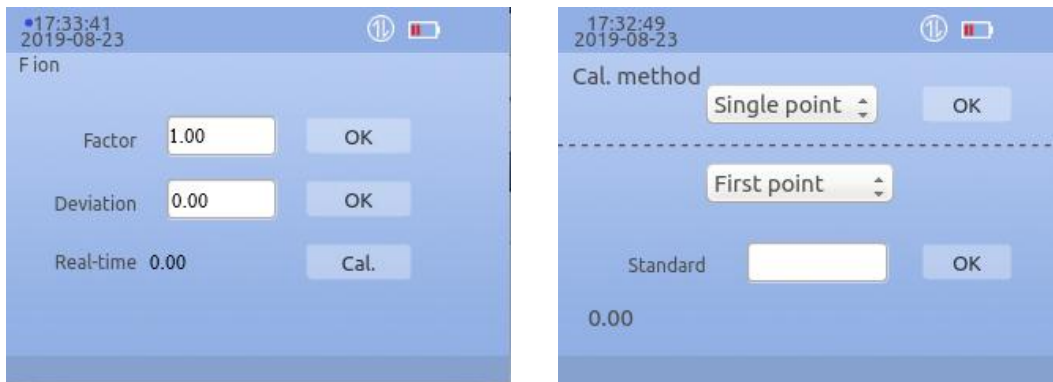 17:33:41
2019-08-23
F ion
Factor 1.00 OK
Deviation 0.00 OK
Real-time 0.00 Cal.
17:32:49
2019-08-23
Cal. method
Single point OK
First point
Standard OK
0.00